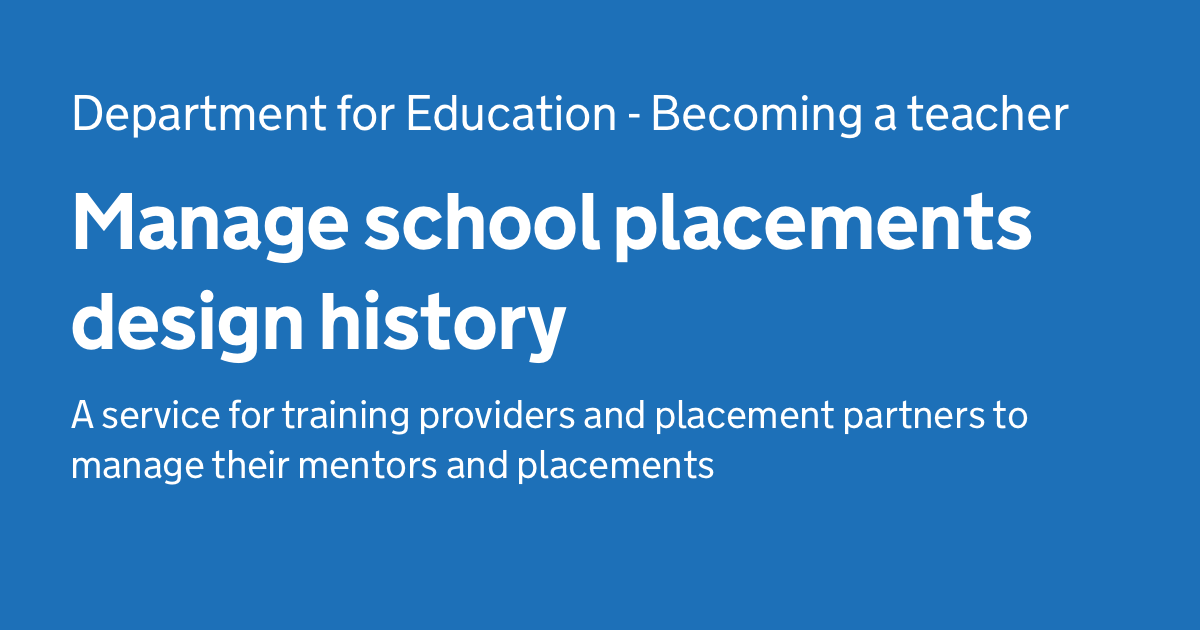 Department for Education - Becoming a teacher
Manage school placements
design history
A service for training providers and placement partners to
manage their mentors and placements